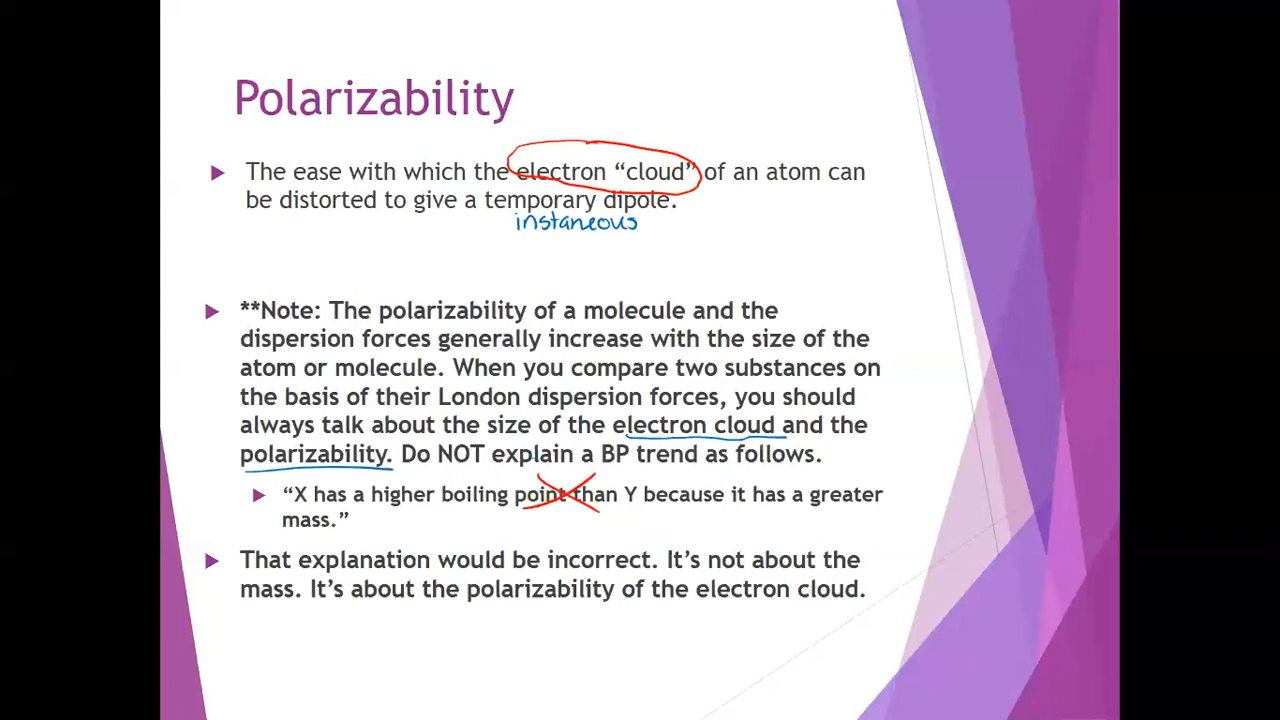 Polarizability
The ease with which the electron “cloud” of an atom can
be distorted to give a temporary dipole.
instaneous
**Note: The polarizability of a molecule and the
dispersion forces generally increase with the size of the
atom or molecule. When you compare two substances on
the basis of their London dispersion forces, you should
always talk about the size of the electron cloud and the
polarizability. Do NOT explain a BP trend as follows.
“X has a higher boiling point than Y because it has a greater
mass.”
That explanation would be incorrect. It’s not about the
mass. It’s about the polarizability of the electron cloud.